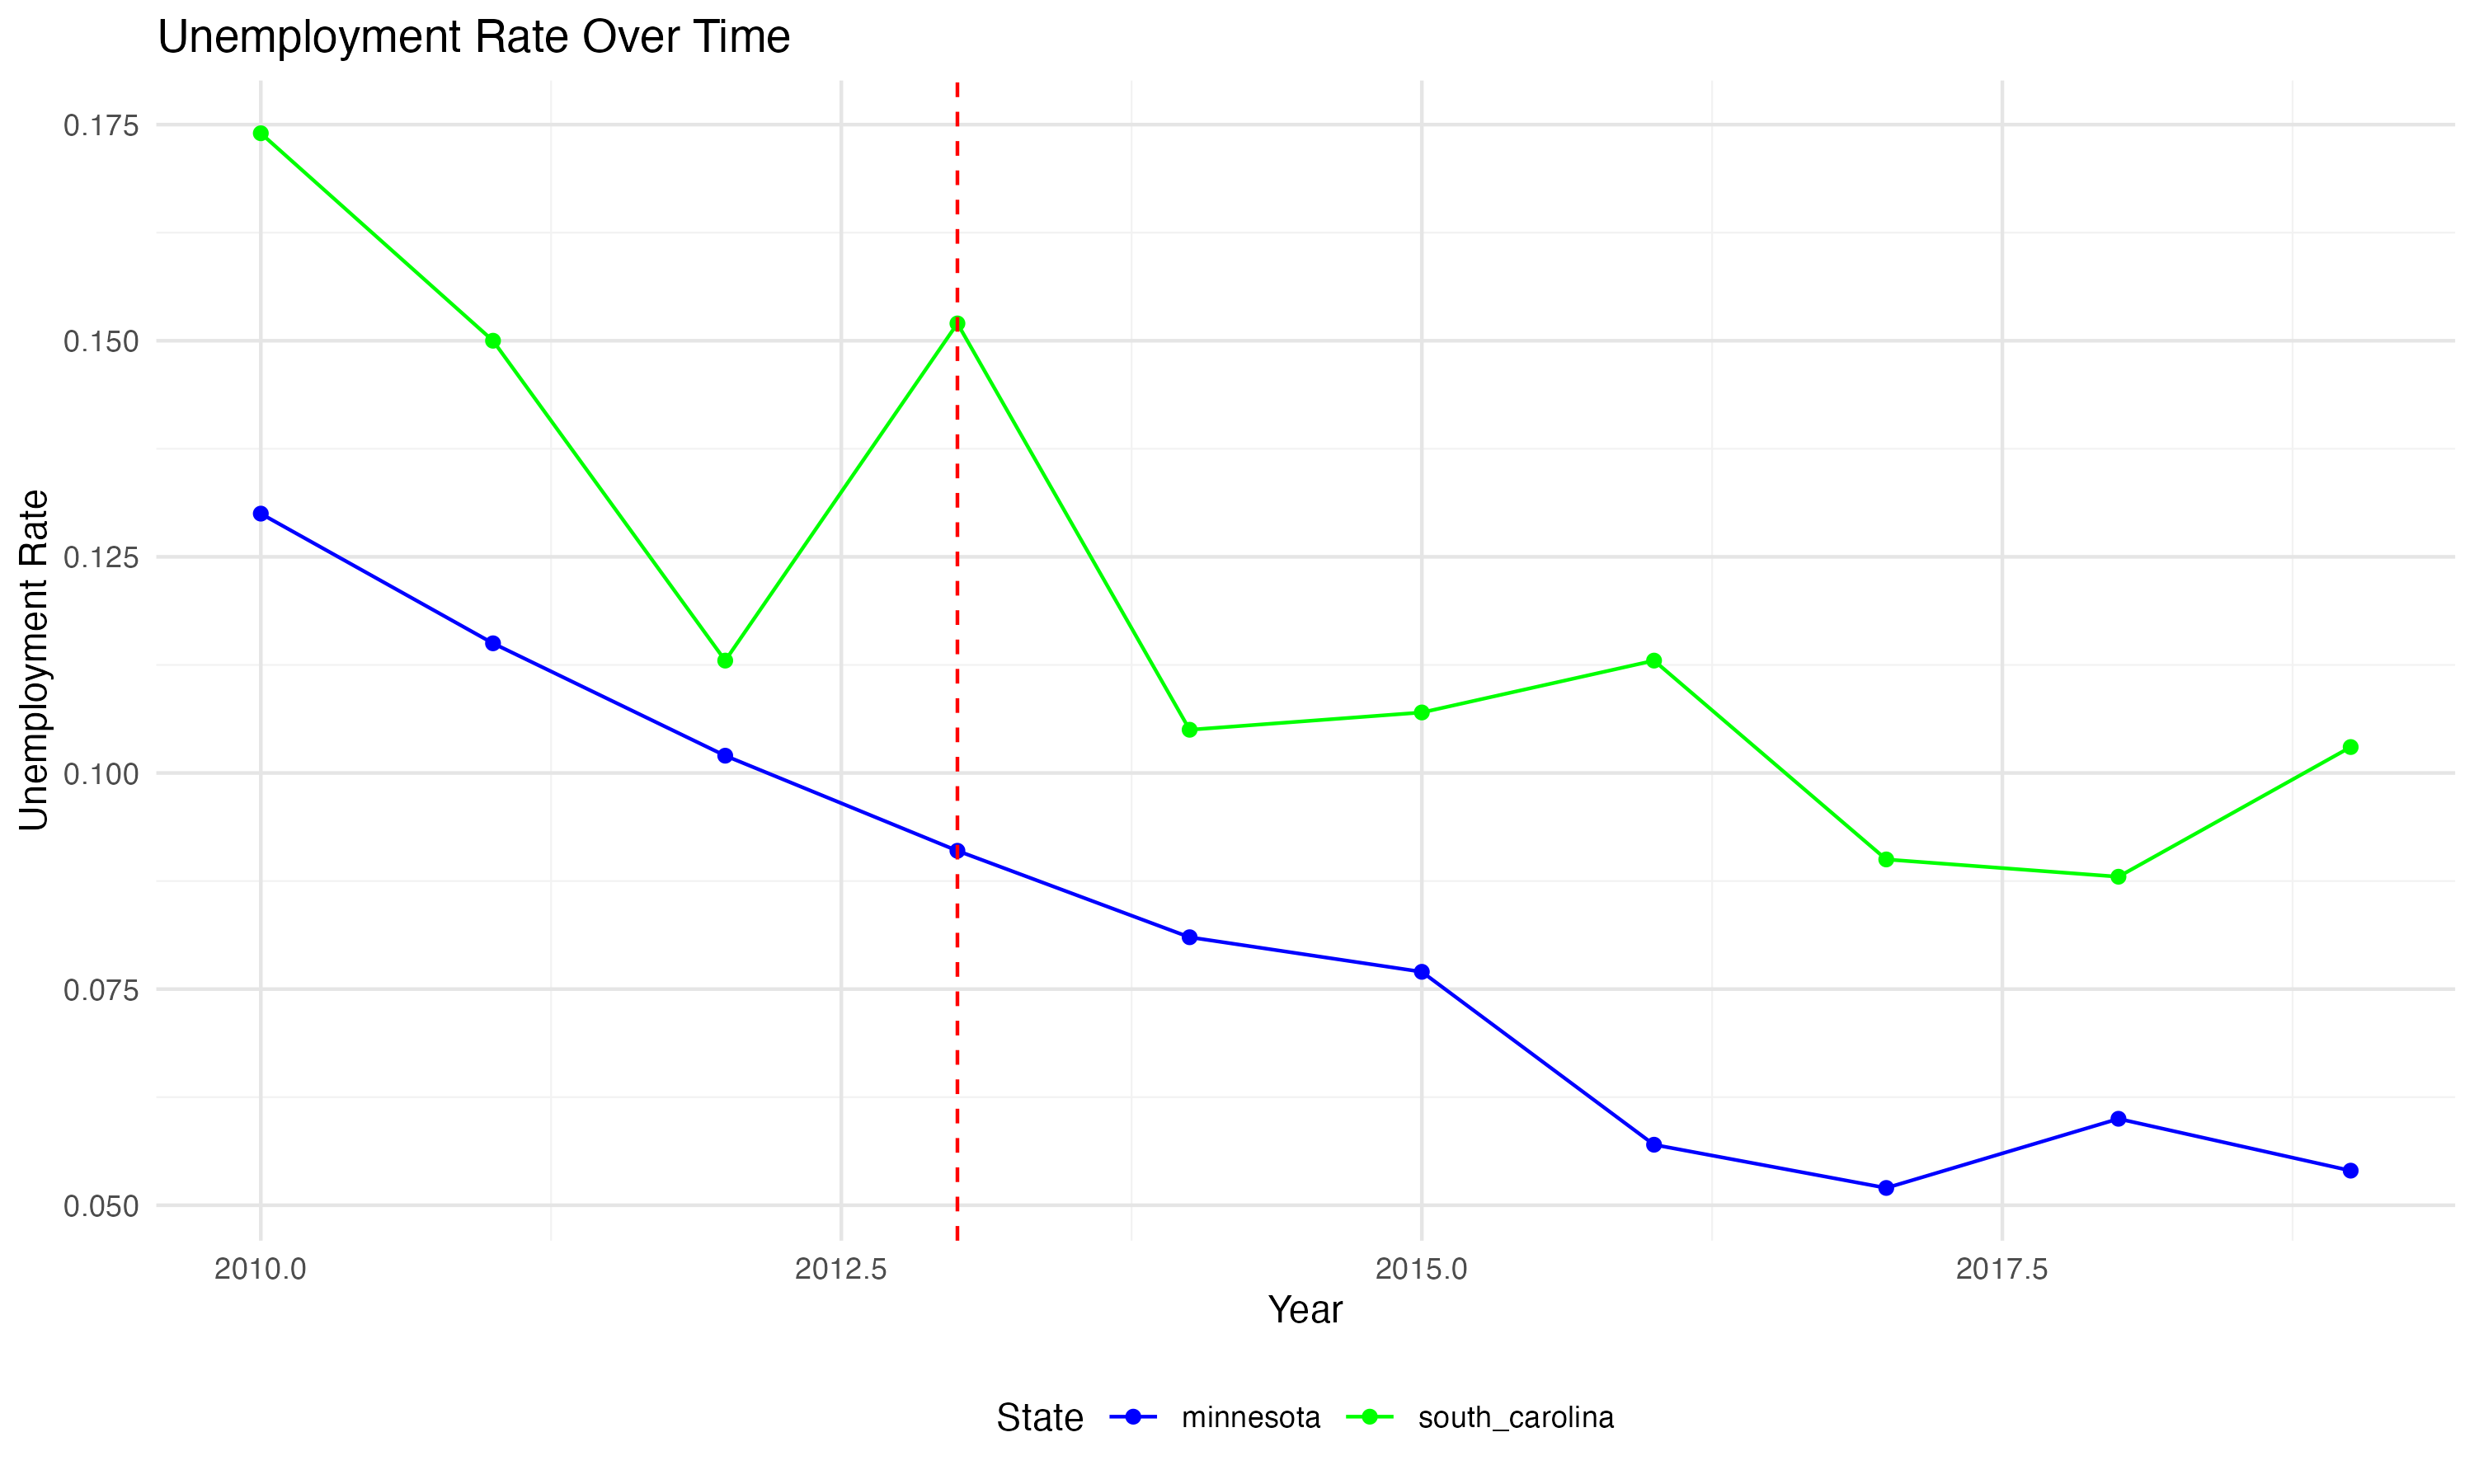 Unemployment Rate Over Time
Unemployment Rate
0.175
0.150
0.125
0.100
0.075
0.050
2010.0 2012.5 2015.0 2017.5
Year
State minnesota south_carolina